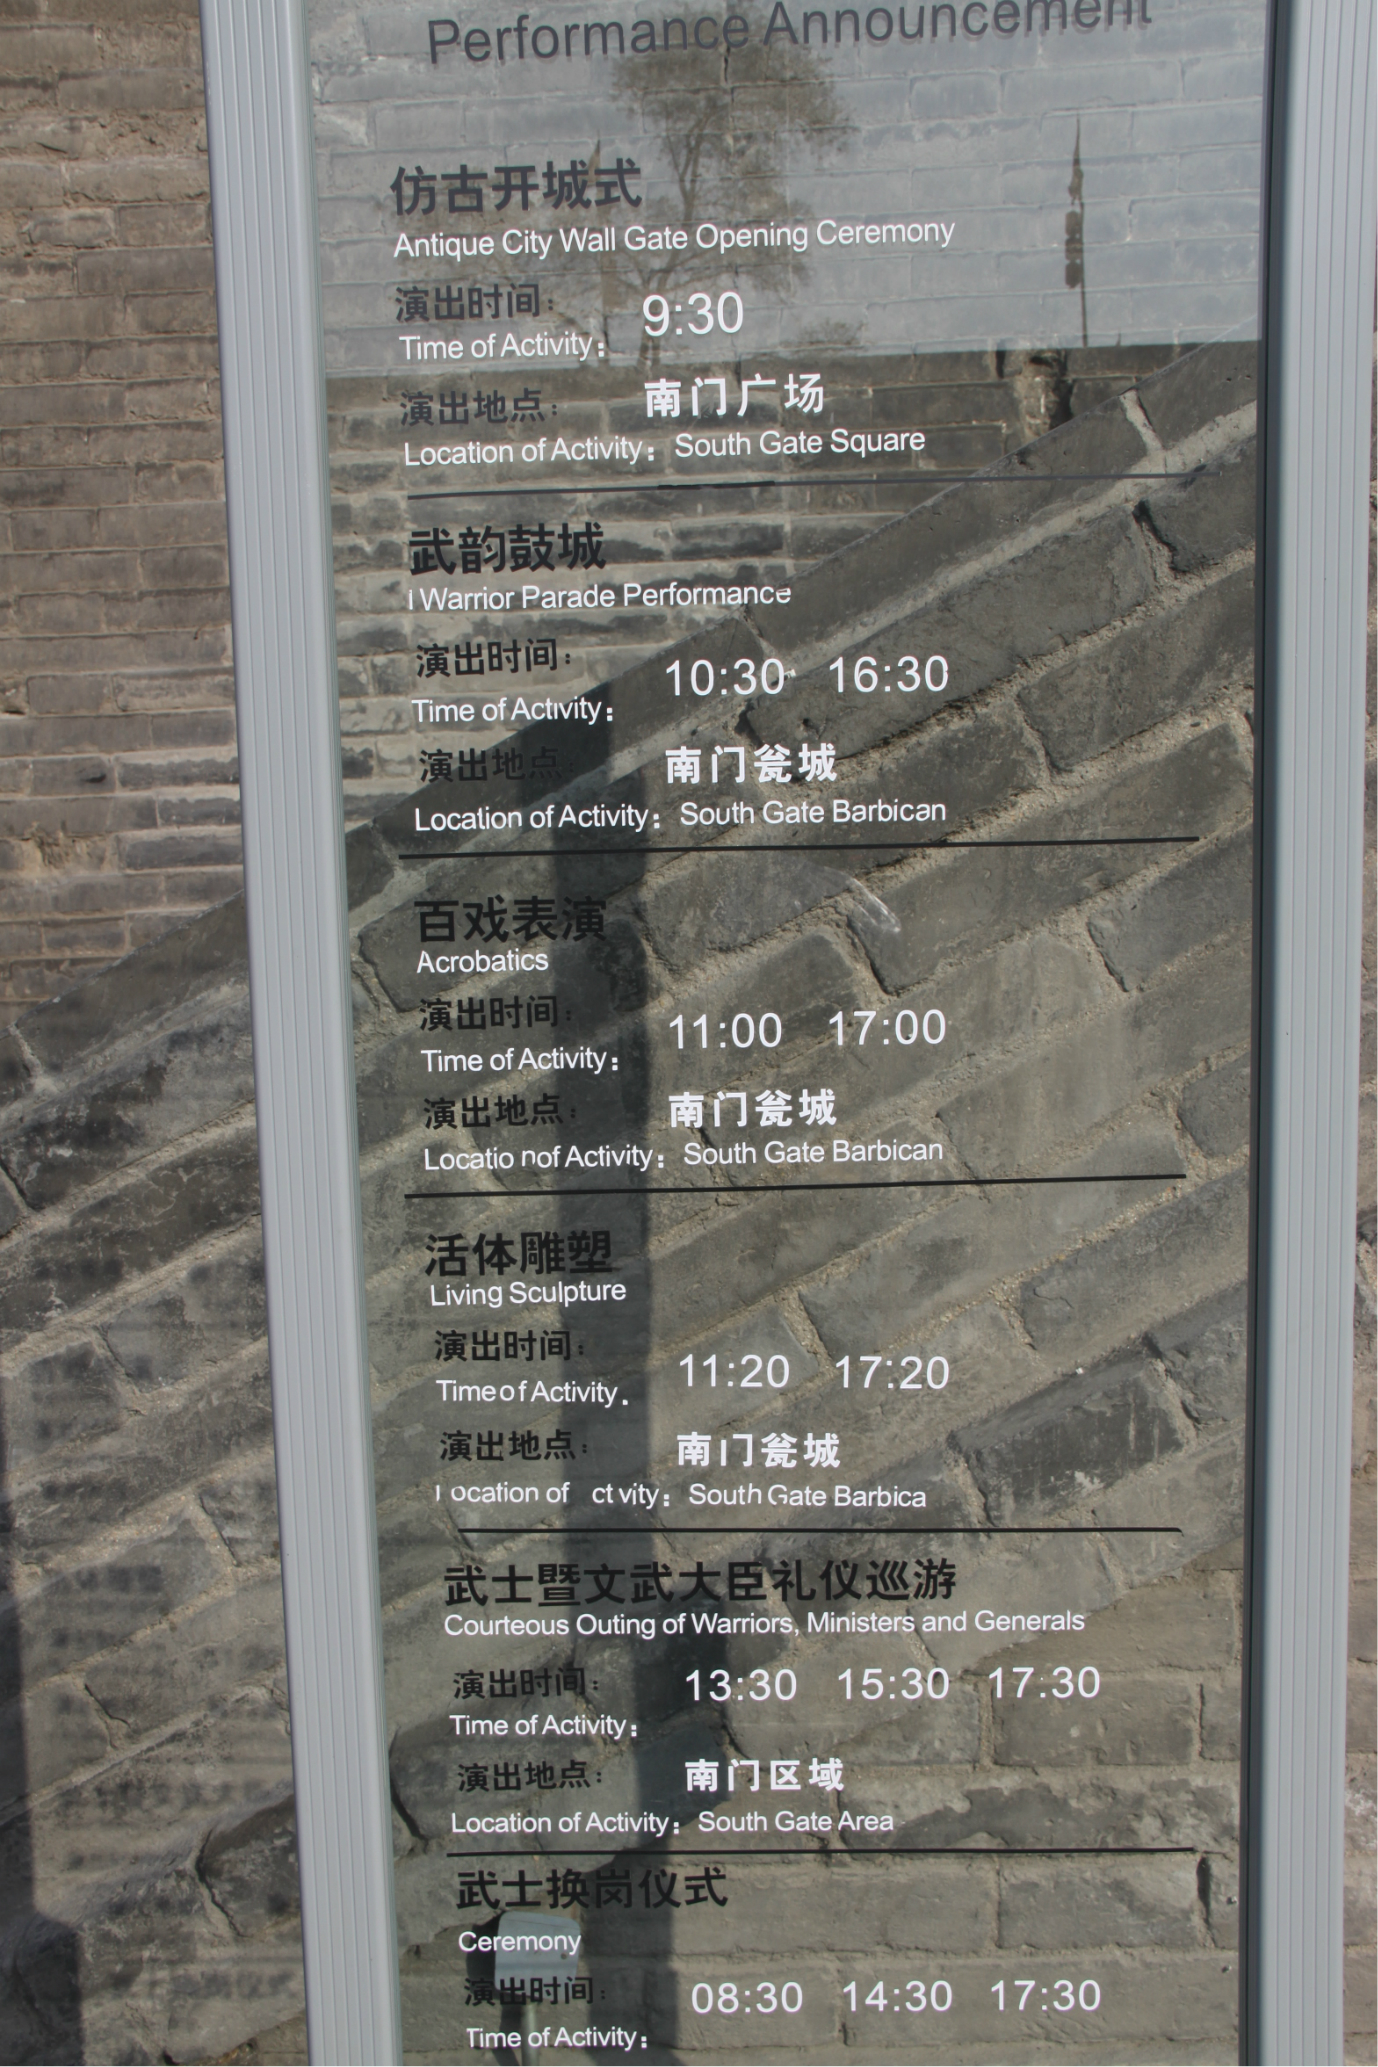 Performance Announcement
仿古开城式
Antique City Wall Gate Opening Ceremony
演出时间: 9:30
Time of Activity:
演出地点: 南门广场
Location of Activity: South Gate Square
武韵鼓城
Warrior Parade Performance
演出时间: 10:30 16:30
Time of Activity:
演出地点: 南门瓮城
Location of Activity: South Gate Barbican
百戏表演
Acrobatics
演出时间: 11:00 17:00
Time of Activity:
演出地点: 南门瓮城
Locatio nof Activity: South Gate Barbican
活体雕塑
Living Sculpture
演出时间: 11:20 17:20
Time of Activity.
演出地点: 南门瓮城
ocation of ct vity: South Gate Barbica
武士暨文武大臣礼仪巡游
Courteous Outing of Warriors, Ministers and Generals
演出时间: 13:30 15:30 17:30
Time of Activity:
演出地点: 南门区域
Location of Activity: South Gate Area
武士换岗仪式
Ceremony
演出时间: 08:30 14:30 17:30
Time of Activity: